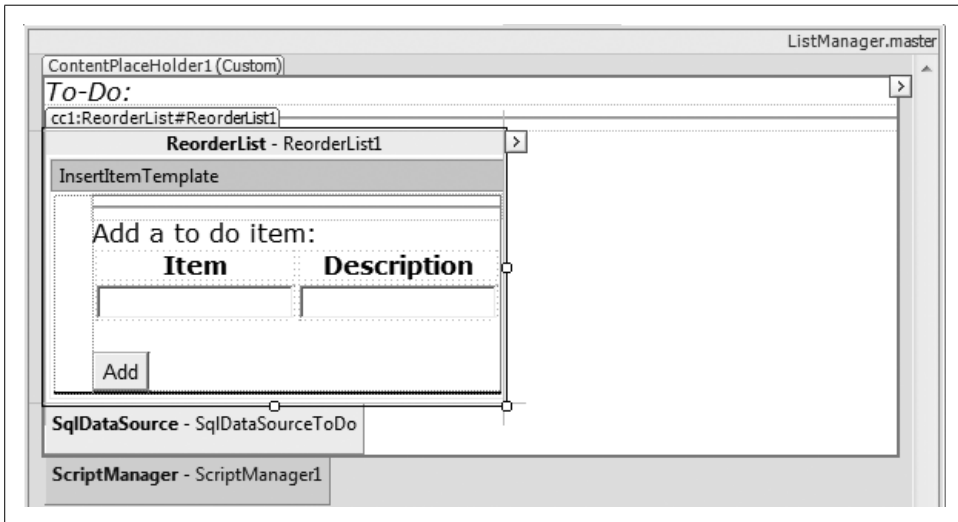 ListManager.master
ContentPlaceHolder1 (Custom)
To-Do:
cc1:ReorderList#ReorderList1
ReorderList - ReorderList1
InsertItemTemplate
Add a to do item:
Item Description
Add
SqlDataSource - SqlDataSourceToDo
ScriptManager - ScriptManager1